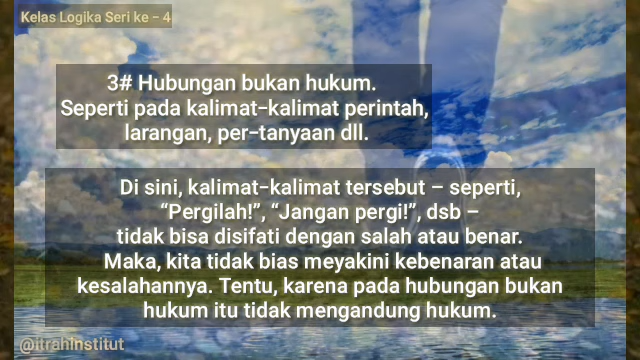 Kelas Logika Seri ke - 4
3# Hubungan bukan hukum.
Seperti pada kalimat-kalimat perintah,
larangan, per-tanyaan dll.
Di sini, kalimat-kalimat tersebut – seperti,
“Pergilah!”, “Jangan pergi!”, dsb –
tidak bisa disifati dengan salah atau benar.
Maka, kita tidak bias meyakini kebenaran atau
kesalahannya. Tentu, karena pada hubungan bukan
hukum itu tidak mengandung hukum.
@itrahInstitut